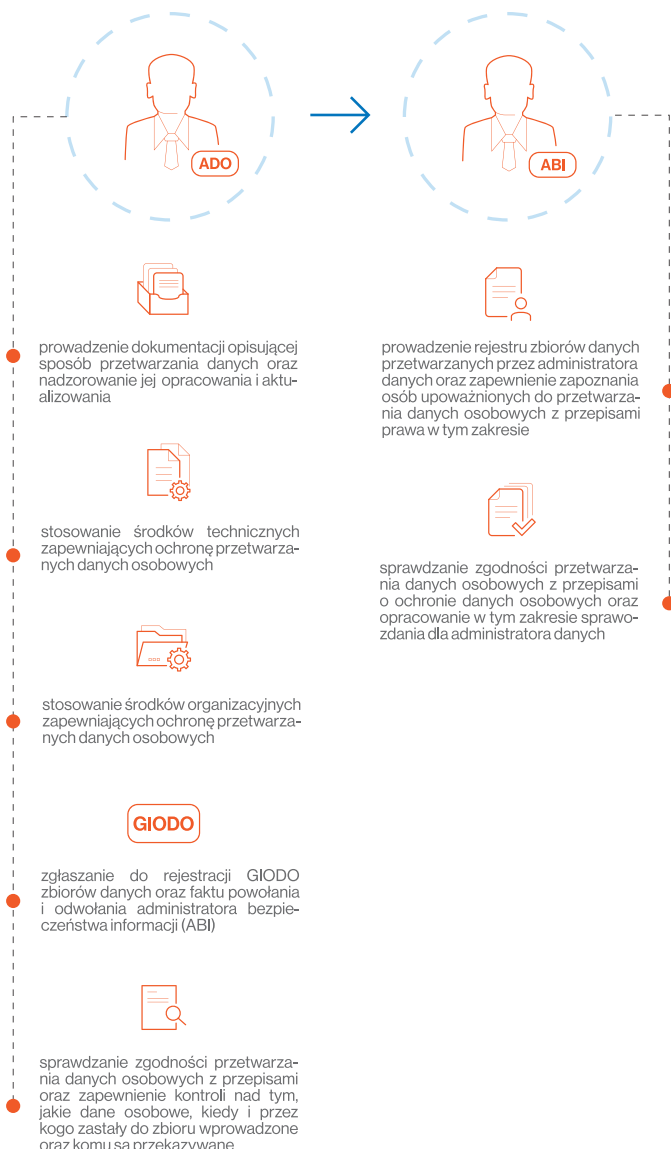 ADO
ABI
prowadzenie dokumentacji opisującej
sposób przetwarzania danych oraz
nadzorowanie jej opracowania i aktu-
alizowania
stosowanie środków technicznych
zapewniających ochronę przetwarza-
nych danych osobowych
stosowanie środków organizacyjnych
zapewniających ochronę przetwarza-
nych danych osobowych
GIODO
zgłaszanie do rejestracji GIODO
zbiorów danych oraz faktu powołania
i odwołania administratora bezpie-
czeństwa informacji (ABI)
sprawdzanie zgodności przetwarza-
nia danych osobowych z przepisami
oraz zapewnienie kontroli nad tym,
jakie dane osobowe, kiedy i przez
kogo zastały do zbioru wprowadzone
oraz komu są przekazywane
prowadzenie rejestru zbiorów danych
przetwarzanych przez administratora
danych oraz zapewnienie zapoznania
osób upoważnionych do przetwarza-
nia danych osobowych z przepisami
prawa w tym zakresie
sprawdzanie zgodności przetwarza-
nia danych osobowych z przepisami
o ochronie danych osobowych oraz
opracowanie w tym zakresie sprawo-
zdania dla administratora danych